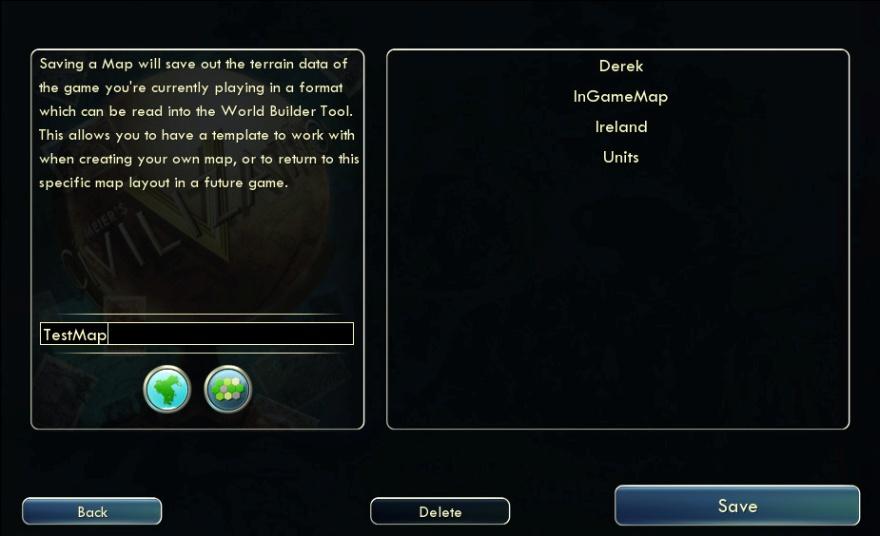 Saving a Map will save out the terrain data of
the game you're currently playing in a format
which can be read into the World Builder Tool.
This allows you to have a template to work with
when creating your own map, or to return to this
specific map layout in a future game.
SID MEIER'S
CIVILIZATION
V
TestMap
Derek
InGameMap
Ireland
Units
Back
Delete
Save